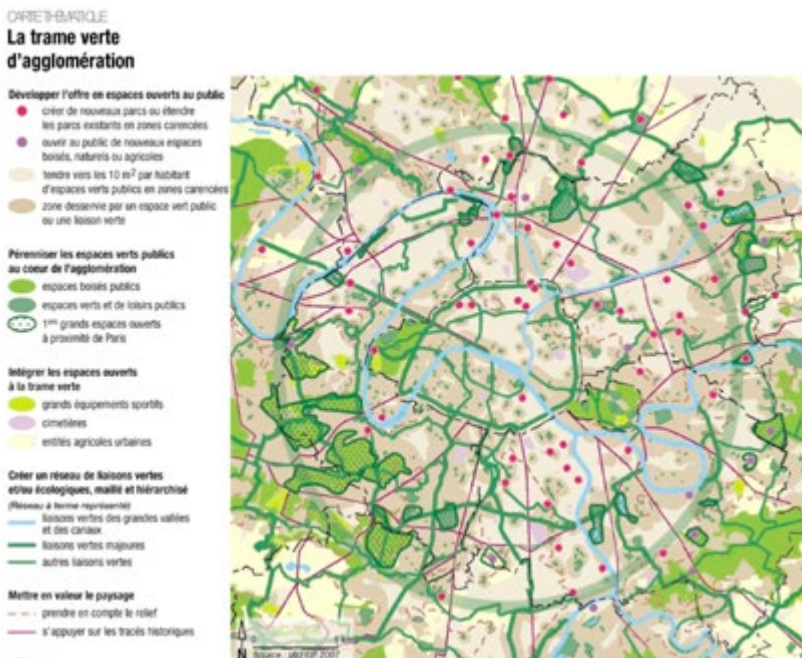 CARTE THÉMATIQUE
La trame verte
d'agglomération
Développer l'offre en espaces ouverts au public
créer de nouveaux parcs ou étendre
les parcs existants en zones carencées
ouvrir au public de nouveaux espaces
boisés, naturels ou agricoles
tendre vers les 10 m² par habitant
d'espaces verts publics en zones carencées
zone desservie par un espace vert public
ou une liaison verte
Pérenniser les espaces verts publics
au coeur de l'agglomération
espaces boisés publics
espaces verts et de loisirs publics
1ers grands espaces ouverts
à proximité de Paris
Intégrer les espaces ouverts
à la trame verte
grands équipements sportifs
cimetières
entités agricoles urbaines
Créer un réseau de liaisons vertes
et/ou écologiques, maillé et hiérarchisé
(Réseau à terme représenté)
liaisons vertes des grandes vallées
et des canaux
liaisons vertes majeures
autres liaisons vertes
Mettre en valeur le paysage
prendre en compte le relief
s'appuyer sur les tracés historiques
N
0
Source :
2007